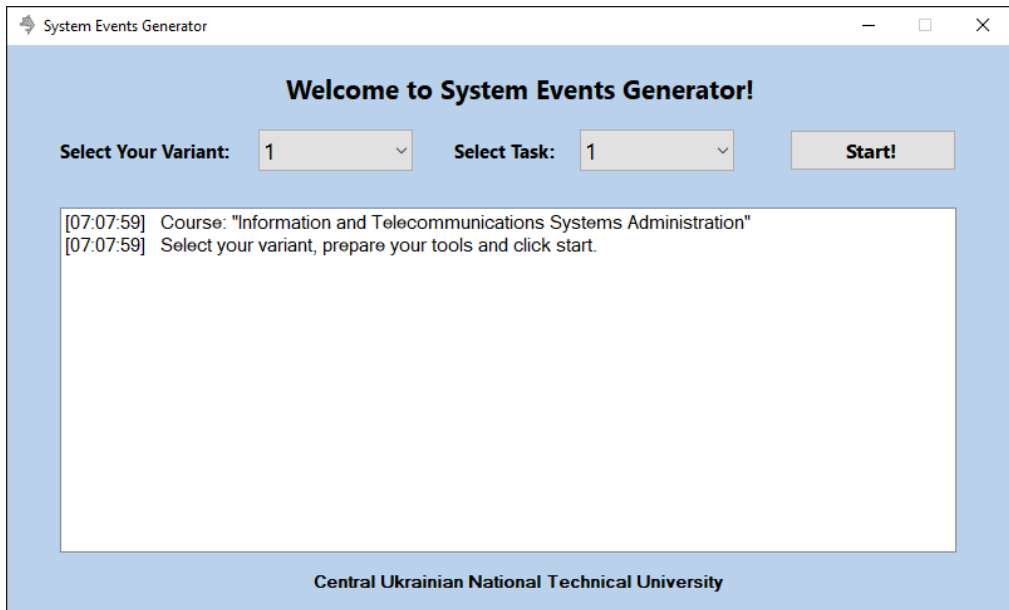 System Events Generator
Welcome to System Events Generator!
Select Your Variant: 1 Select Task: 1 Start!
[07:07:59] Course: "Information and Telecommunications Systems Administration"
[07:07:59] Select your variant, prepare your tools and click start.
Central Ukrainian National Technical University